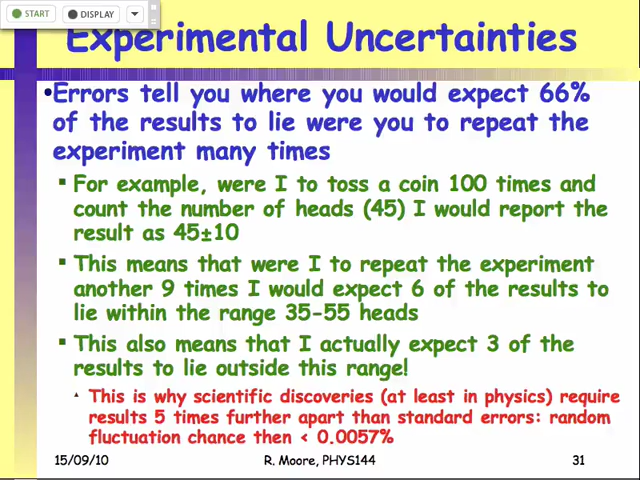 START DISPLAY
Experimental Uncertainties
•Errors tell you where you would expect 66%
of the results to lie were you to repeat the
experiment many times
▪ For example, were I to toss a coin 100 times and
count the number of heads (45) I would report the
result as 45±10
▪ This means that were I to repeat the experiment
another 9 times I would expect 6 of the results to
lie within the range 35-55 heads
▪ This also means that I actually expect 3 of the
results to lie outside this range!
▴ This is why scientific discoveries (at least in physics) require
results 5 times further apart than standard errors: random
fluctuation chance then < 0.0057%
15/09/10 R. Moore, PHYS144 31